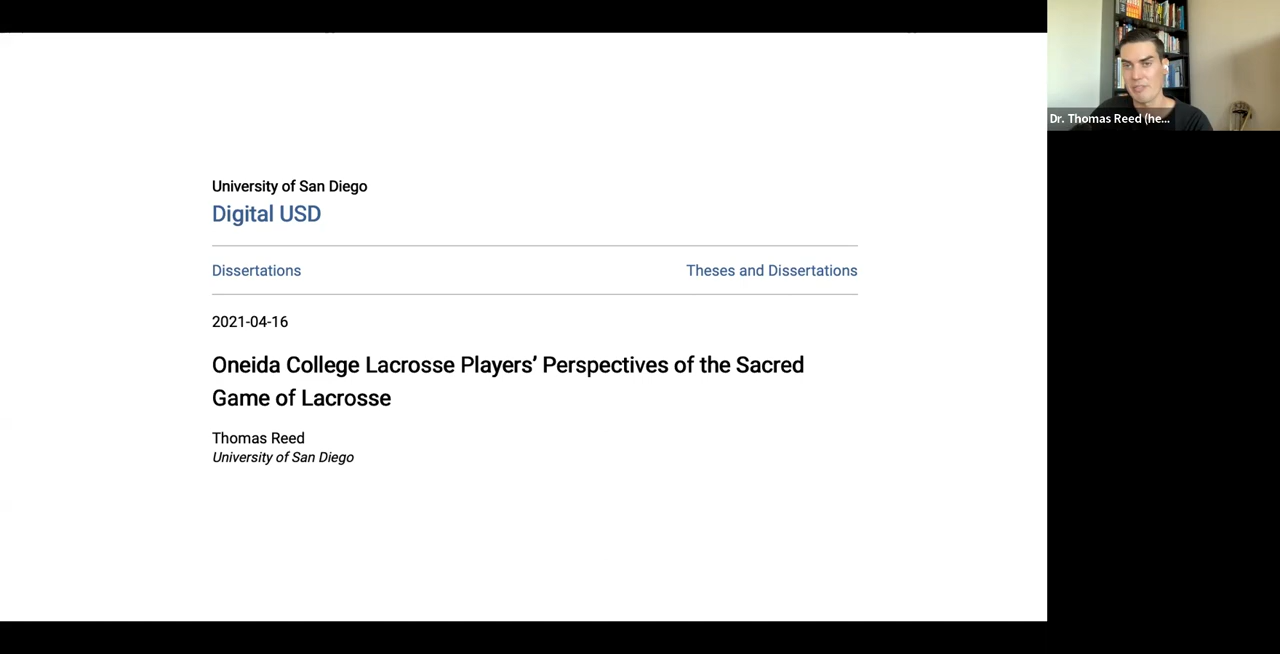 University of San Diego
Digital USD
Dissertations
Theses and Dissertations
2021-04-16
Oneida College Lacrosse Players’ Perspectives of the Sacred
Game of Lacrosse
Thomas Reed
University of San Diego
Dr. Thomas Reed (he...